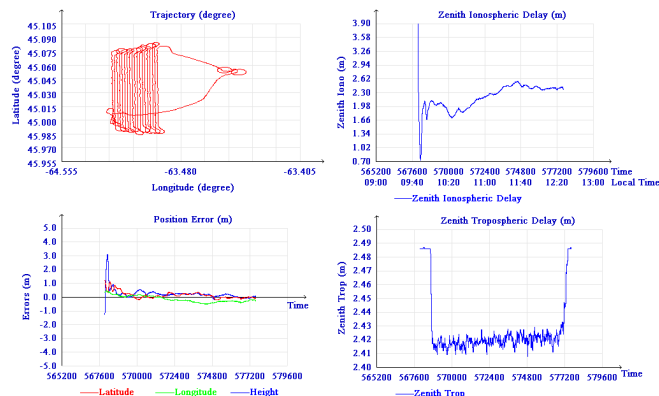 Trajectory (degree)
45.105
45.090
45.075
45.060
45.045
45.030
45.015
45.000
44.985
45.970
45.955
Latitude (degree)
-64.555
-63.480
-63.405
Longitude (degree)
Zenith Ionospheric Delay (m)
3.90
3.58
2.94
2.62
2.30
1.98
1.66
1.34
1.02
0.70
Zenith Iono (m)
565200 567600 570000 572400 574800 577200 579600 Time
09:00 09:40 10:20 11:00 11:40 12:20 13:00 Local Time
Zenith Ionospheric Delay
Position Error (m)
5.0
4.0
3.0
2.0
1.0
0.0
-1.0
-2.0
-3.0
-4.0
-5.0
Errors (m)
Time
565200 567600 570000 572400 574800 577200 579600
Latitude Longitude Height
Zenith Tropospheric Delay (m)
2.50
2.49
2.48
2.46
2.45
2.44
2.43
2.42
2.41
2.40
Zenith Trop (m)
565200 567600 570000 572400 574800 577200 579600 Time
Zenith Trop